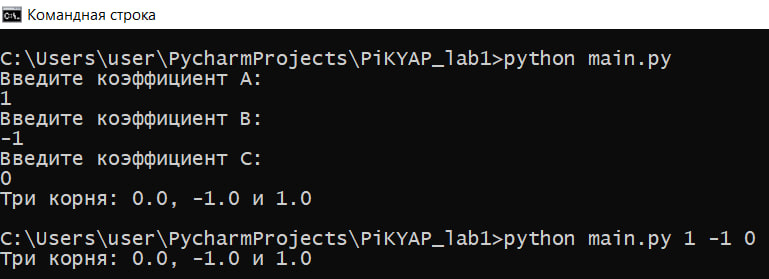 Командная строка
C:\Users\user\PycharmProjects\PiKYAP_lab1>python main.py
Введите коэффициент A:
1
Введите коэффициент B:
-1
Введите коэффициент C:
0
Три корня: 0.0, -1.0 и 1.0
C:\Users\user\PycharmProjects\PiKYAP_lab1>python main.py 1 -1 0
Три корня: 0.0, -1.0 и 1.0